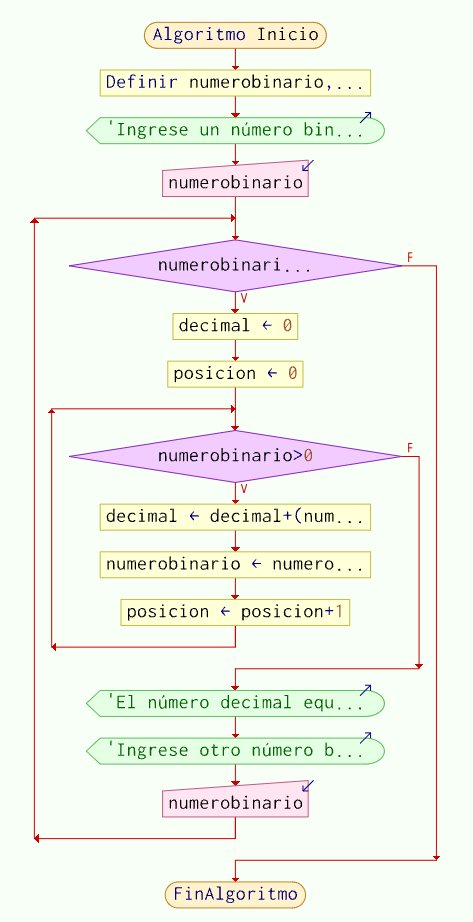 Algoritmo Inicio
Definir numerobinario,...
'Ingrese un número bin...
numerobinario
numerobinari...
F
V
decimal ← 0
posicion ← 0
numerobinario>0
F
V
decimal ← decimal+(num...
numerobinario ← numero...
posicion ← posicion+1
'El número decimal equ...
'Ingrese otro número b...
numerobinario
FinAlgoritmo